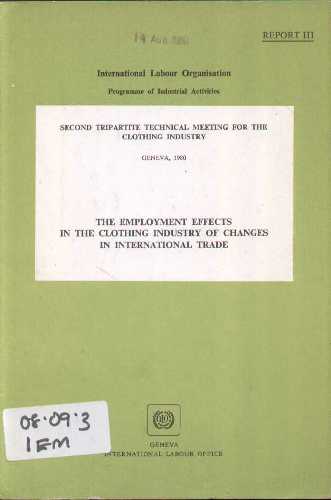 14 AUG 1980
REPORT III
International Labour Organisation
Programme of Industrial Activities
SECOND TRIPARTITE TECHNICAL MEETING FOR THE
CLOTHING INDUSTRY
GENEVA, 1980
THE EMPLOYMENT EFFECTS
IN THE CLOTHING INDUSTRY OF CHANGES
IN INTERNATIONAL TRADE
08.09.3
IEM
GENEVA
INTERNATIONAL LABOUR OFFICE